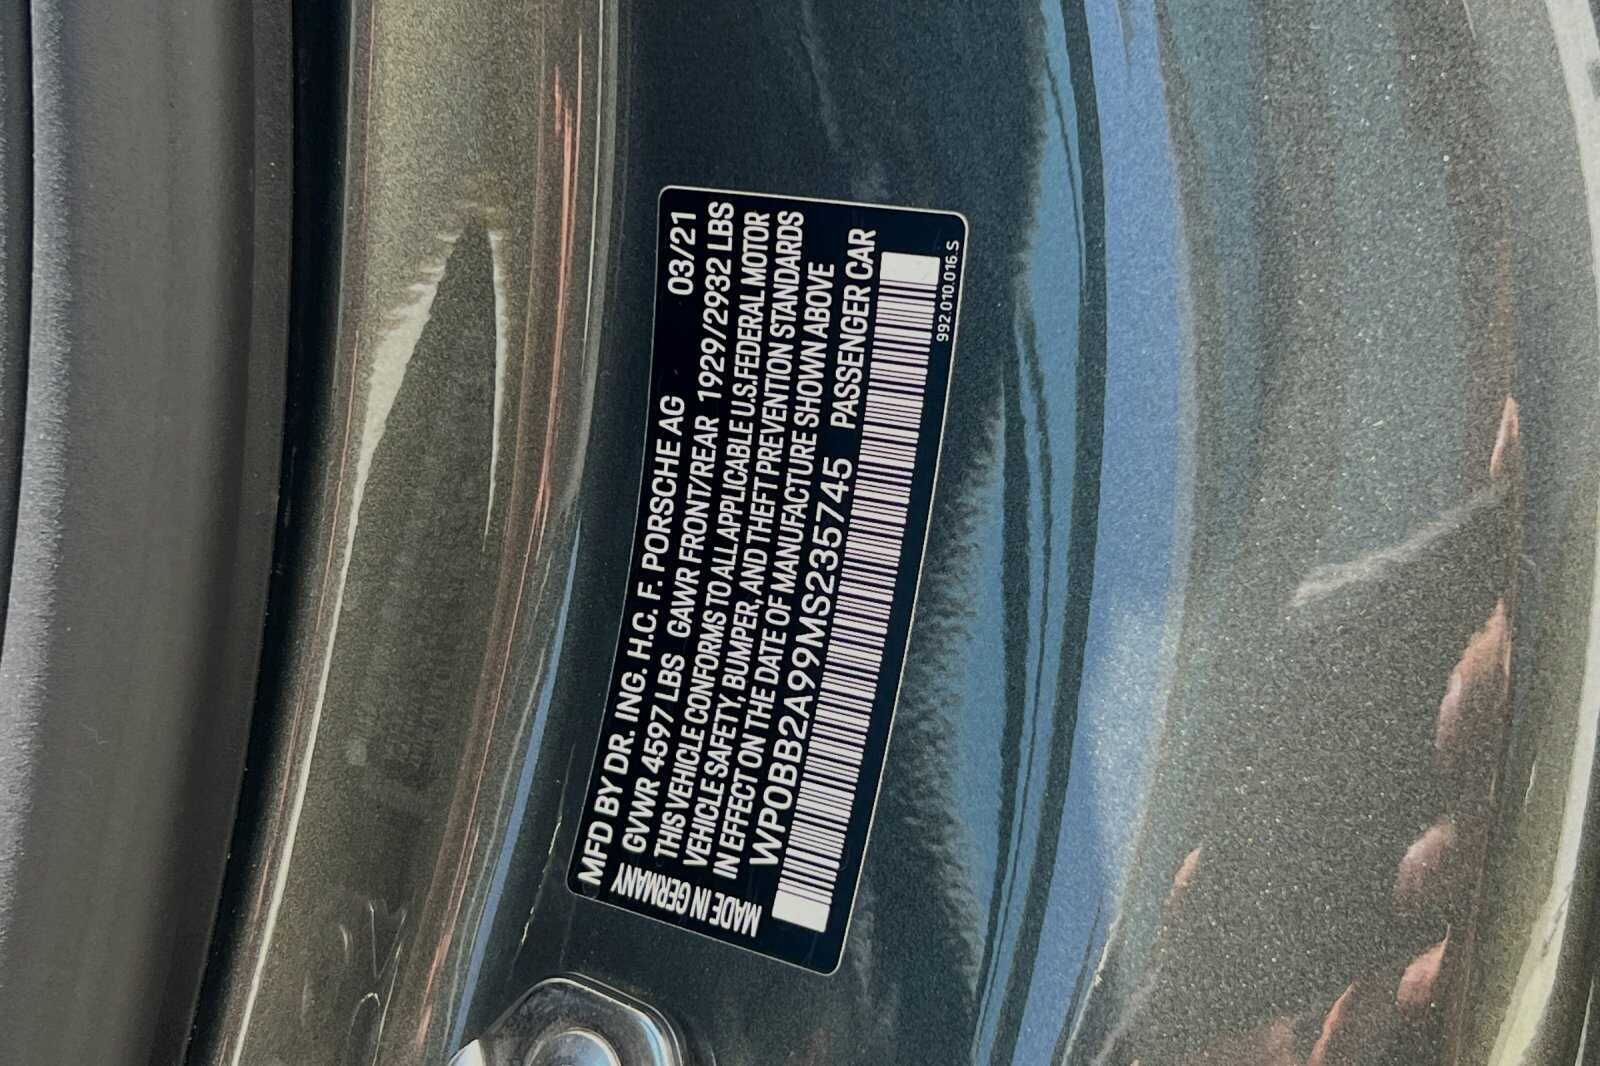 MFD BY DR. ING. H.C. F. PORSCHE AG 03/21
GVWR 4597 LBS GAWR FRONT/REAR 1929/2932 LBS
THIS VEHICLE CONFORMS TO ALL APPLICABLE U.S. FEDERAL MOTOR
VEHICLE SAFETY, BUMPER, AND THEFT PREVENTION STANDARDS
IN EFFECT ON THE DATE OF MANUFACTURE SHOWN ABOVE
WP0BB2A99MS235745 PASSENGER CAR
MADE IN GERMANY
992.010.016.S